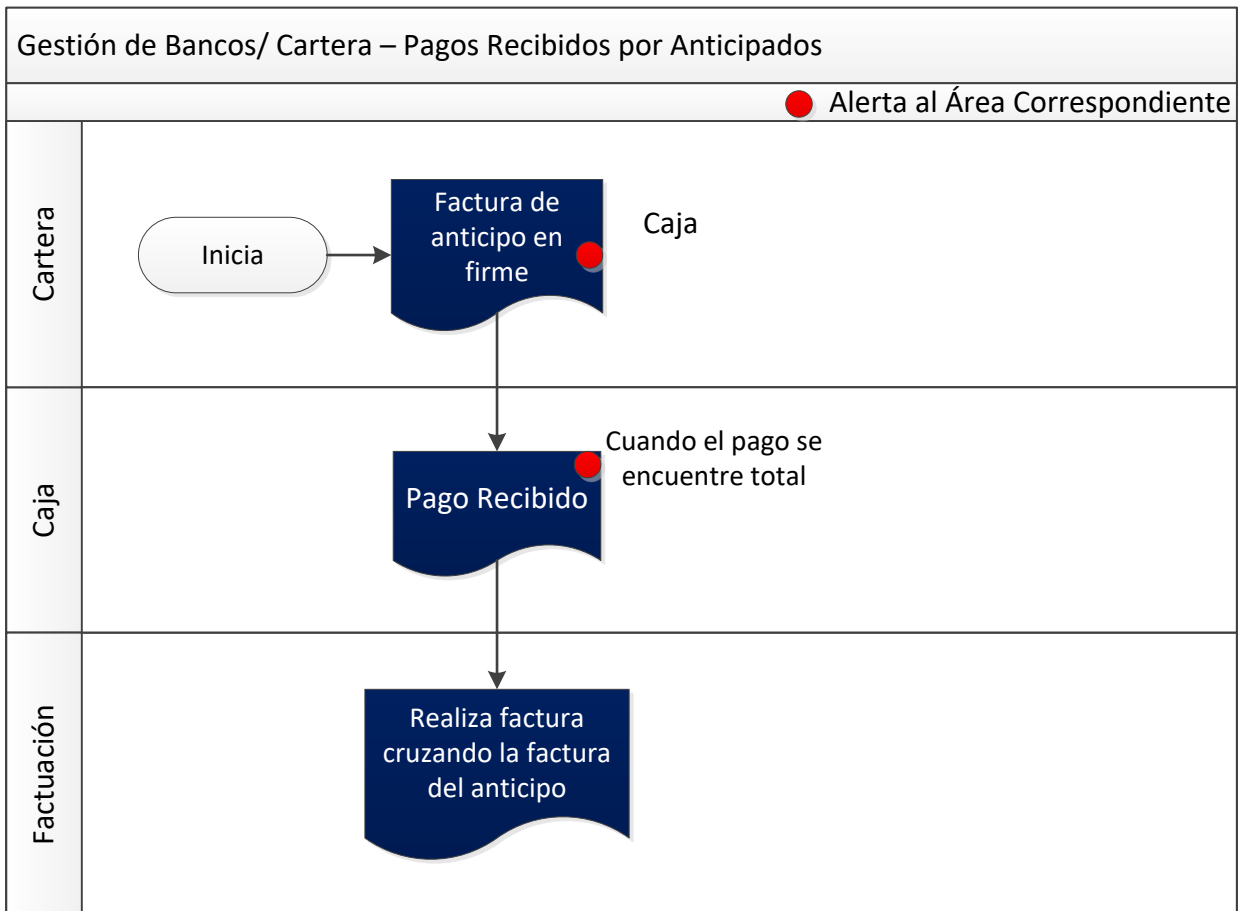 Gestión de Bancos/ Cartera – Pagos Recibidos por Anticipados
Alerta al Área Correspondiente
Cartera
Inicia
Factura de
anticipo en
firme
Caja
Caja
Pago Recibido
Cuando el pago se
encuentre total
Factuación
Realiza factura
cruzando la factura
del anticipo